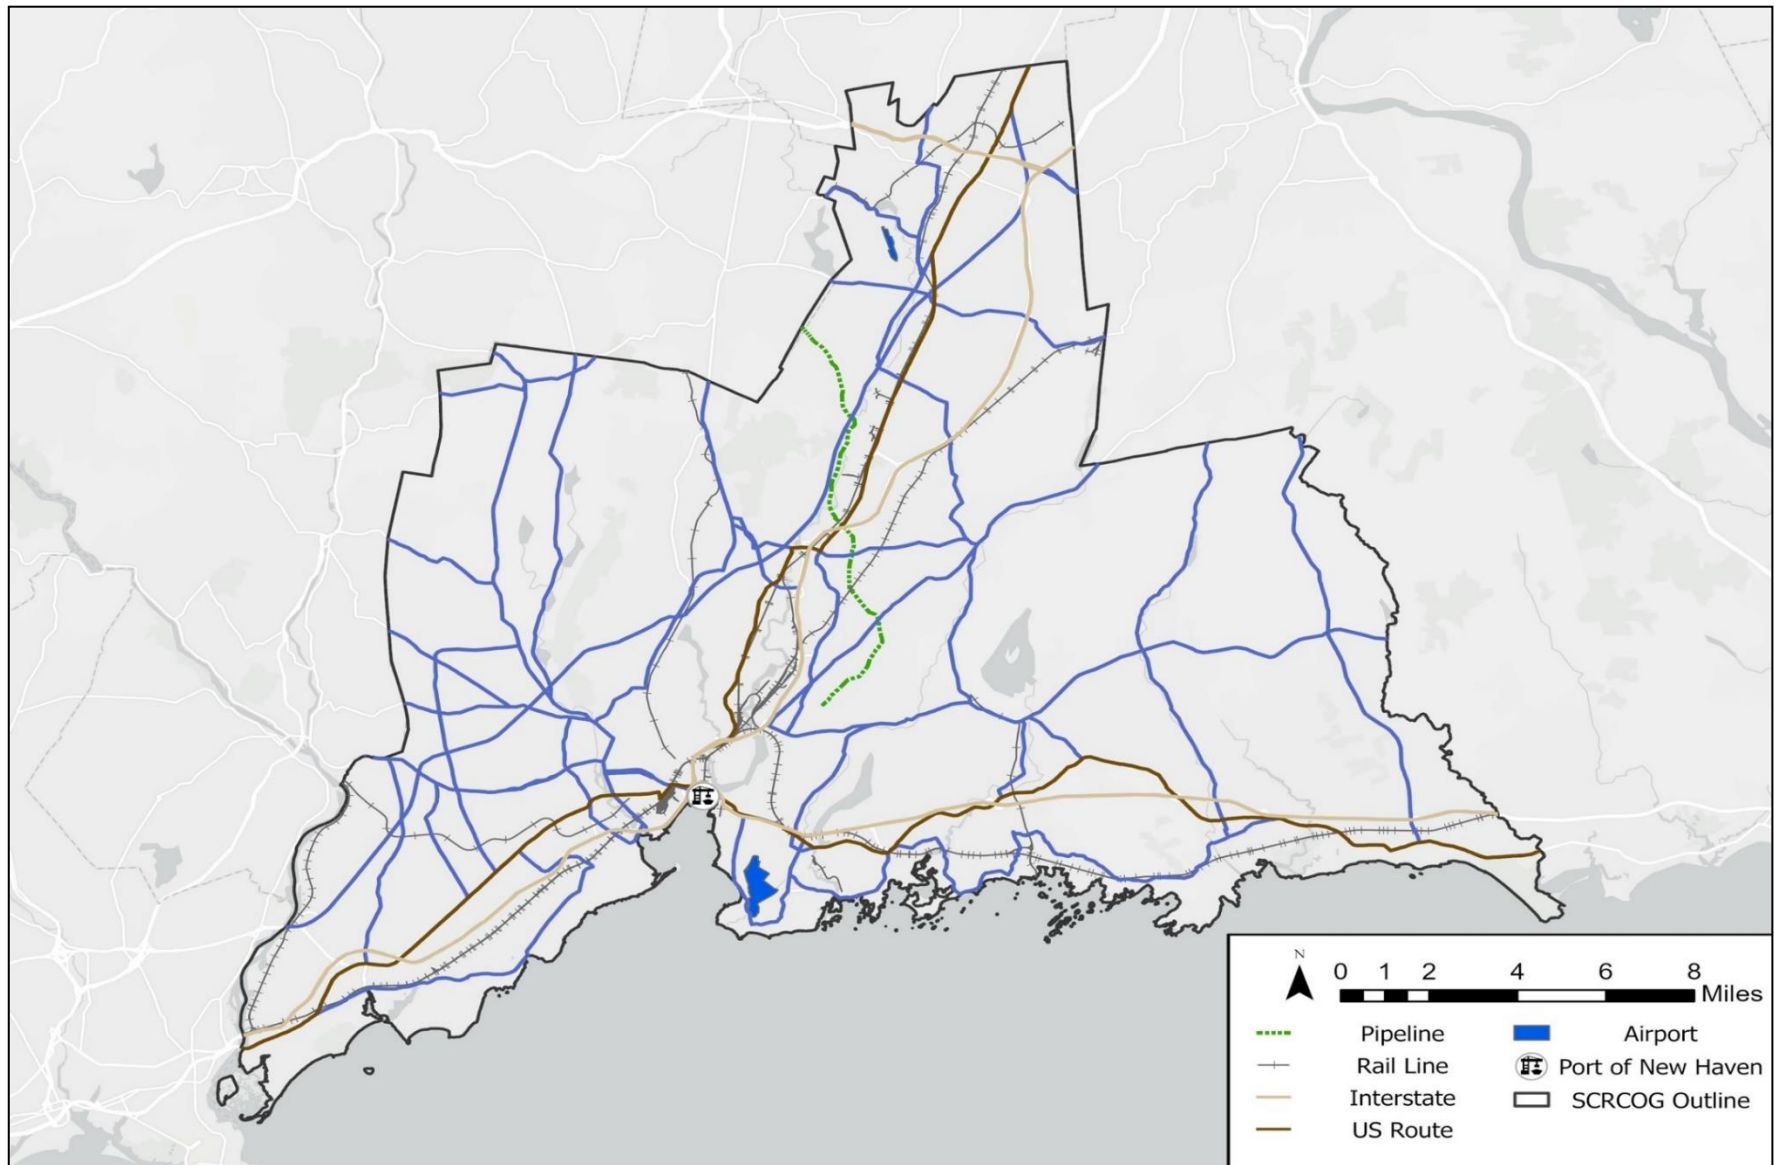 N
0 1 2 4 6 8
Miles
Pipeline
Airport
Rail Line
Port of New Haven
Interstate
SCRCOG Outline
US Route